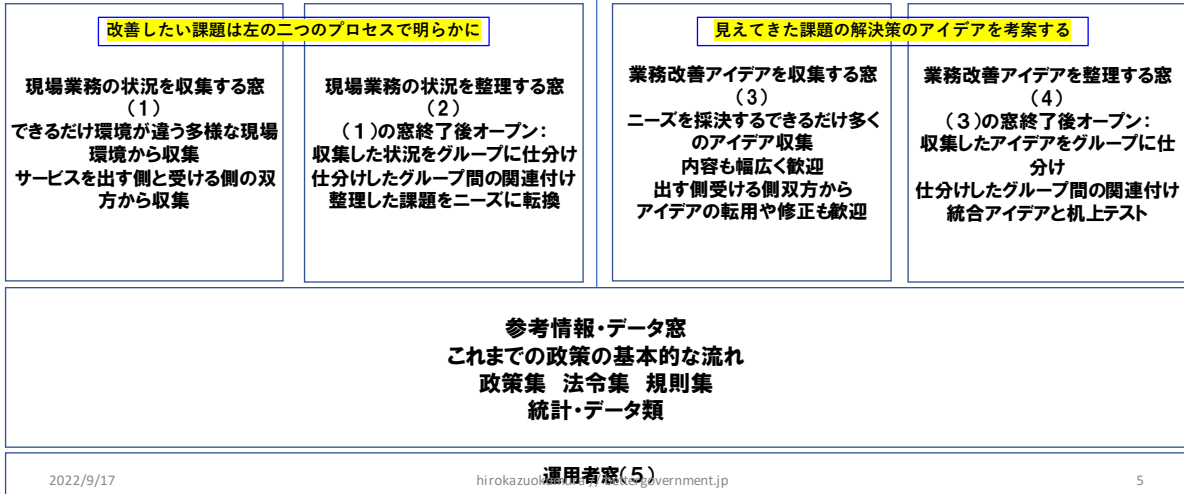 改善したい課題は左の二つのプロセスで明らかに
見えてきた課題の解決策のアイデアを考案する
現場業務の状況を収集する窓
（1）
できるだけ環境が違う多様な現場
環境から収集
サービスを出す側と受ける側の双
方から収集
現場業務の状況を整理する窓
（2）
（1）の窓終了後オープン：
収集した状況をグループに仕分け
仕分けしたグループ間の関連付け
整理した課題をニーズに転換
業務改善アイデアを収集する窓
（3）
ニーズを採決するできるだけ多く
のアイデア収集
内容も幅広く歓迎
出す側受ける側双方から
アイデアの転用や修正も歓迎
業務改善アイデアを整理する窓
（4）
（3）の窓終了後オープン：
収集したアイデアをグループに仕
分け
仕分けしたグループ間の関連付け
統合アイデアと机上テスト
参考情報・データ窓
これまでの政策の基本的な流れ
政策集　法令集　規則集
統計・データ類
運用者窓（5）
2022/9/17
5